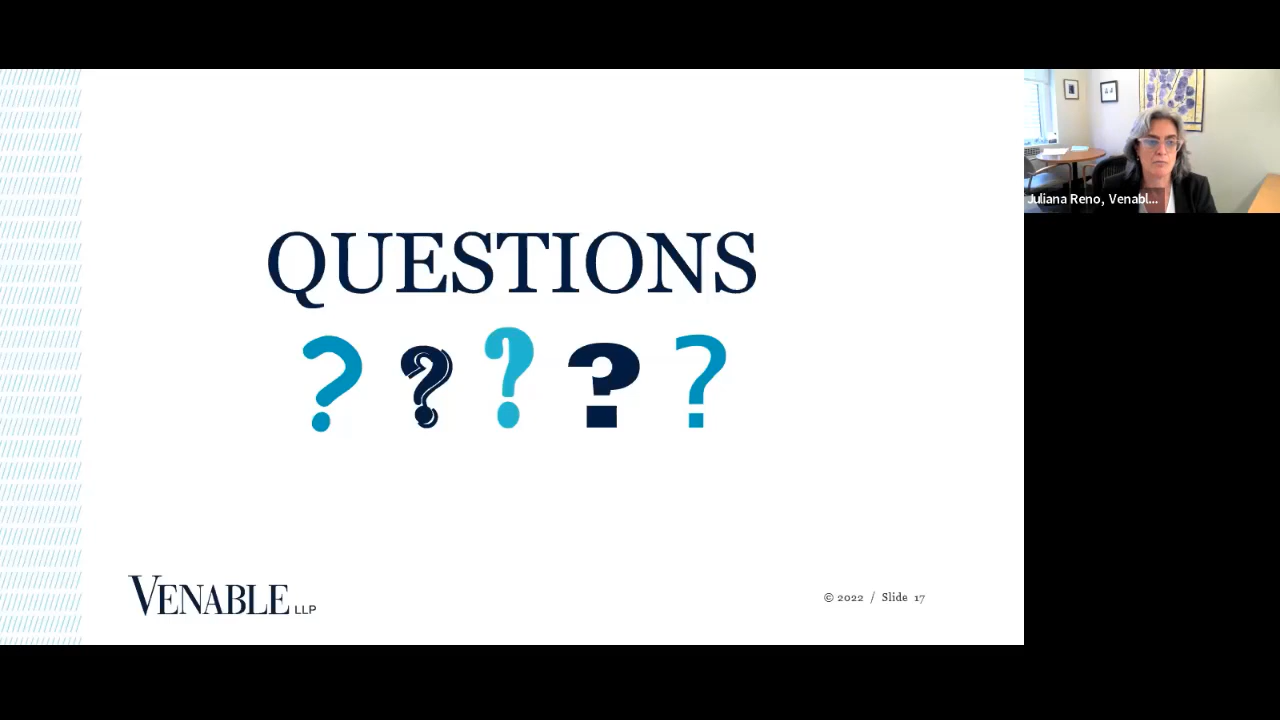 QUESTIONS
? ? ? ? ?
VENABLE LLP
© 2022 / Slide 17
Juliana Reno, Venabl...